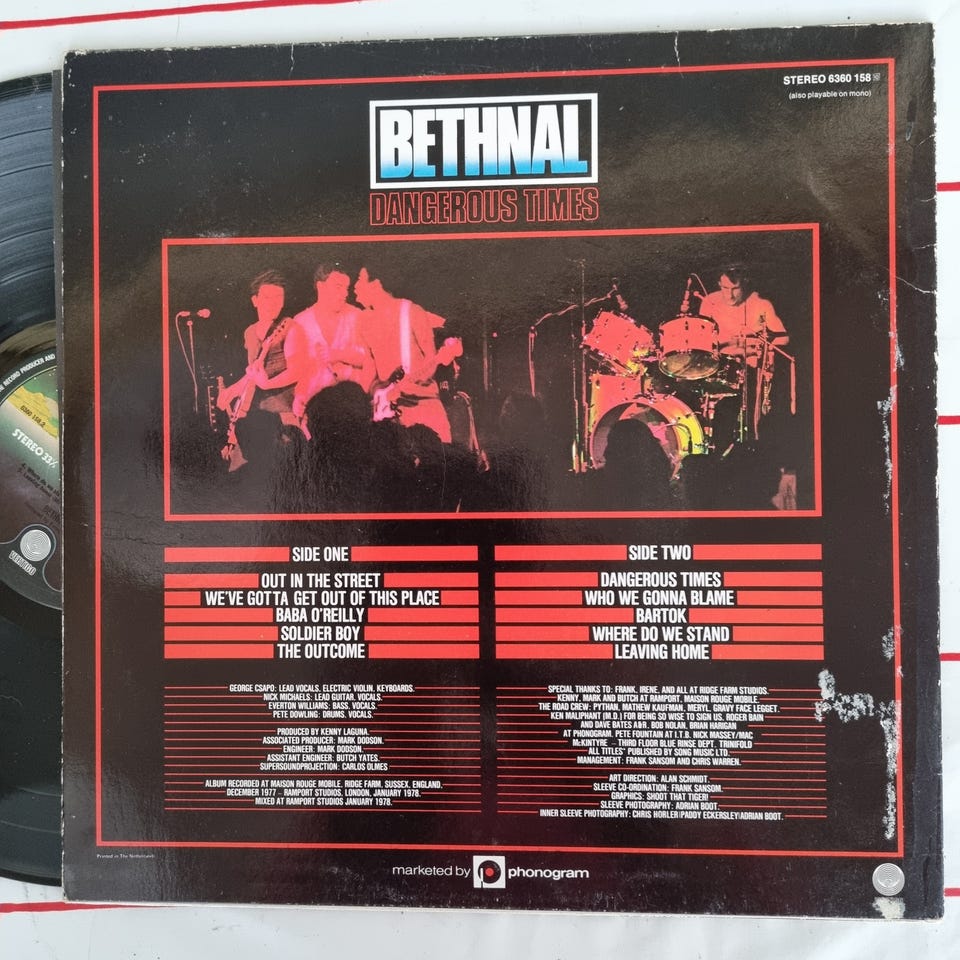 STEREO 6360 158
(also playable on mono)
BETHNAL
DANGEROUS TIMES
SIDE ONE
OUT IN THE STREET
WE'VE GOTTA GET OUT OF THIS PLACE
BABA O'REILLY
SOLDIER BOY
THE OUTCOME
SIDE TWO
DANGEROUS TIMES
WHO WE GONNA BLAME
BARTOK
WHERE DO WE STAND
LEAVING HOME
GEORGE CSAPO: LEAD VOCALS, ELECTRIC VIOLIN, KEYBOARDS.
NICK MICHAELS: LEAD GUITAR, VOCALS.
EVERTON WILLIAMS: BASS, VOCALS.
PETE DOWLING: DRUMS, VOCALS.
PRODUCED BY KENNY LAGUNA.
ASSOCIATED PRODUCER: MARK DODSON.
ENGINEER: MARK DODSON.
ASSISTANT ENGINEER: BUTCH YATES.
SUPERSOUNDPROJECTION: CARLOS OLMES
ALBUM RECORDED AT MAISON ROUGE MOBILE, RIDGE FARM, SUSSEX, ENGLAND.
DECEMBER 1977 – RAMPORT STUDIOS, LONDON, JANUARY 1978.
MIXED AT RAMPORT STUDIOS JANUARY 1978.
SPECIAL THANKS TO: FRANK, IRENE, AND ALL AT RIDGE FARM STUDIOS.
KENNY, MARK AND BUTCH AT RAMPORT, MAISON ROUGE MOBILE.
THE ROAD CREW: PYTHAN, MATHEW KAUFMAN, MERYL, GRAVY FACE LEGGET.
KEN MALIPHANT (M.D.) FOR BEING SO WISE TO SIGN US, ROGER BAIN
AND DAVE BATES A&R, BOB NOLAN, BRIAN HARIGAN
AT PHONOGRAM, PETE FOUNTAIN AT I.T.B. NICK MASSEY/MAC
McKINTYRE – THIRD FLOOR BLUE RINSE DEPT, TRINIFOLD
ALL TITLES" PUBLISHED BY SONG MUSIC LTD.
MANAGEMENT: FRANK SANSOM AND CHRIS WARREN.
ART DIRECTION: ALAN SCHMIDT.
SLEEVE CO-ORDINATION: FRANK SANSOM.
GRAPHICS: SHOOT THAT TIGER!
SLEEVE PHOTOGRAPHY: ADRIAN BOOT.
INNER SLEEVE PHOTOGRAPHY: CHRIS HORLER|PADDY ECKERSLEY|ADRIAN BOOT.
Printed in The Netherlands
marketed by phonogram
RECORD PRODUCER AND
6360 158.2
STEREO 33⅓
VERTIGO